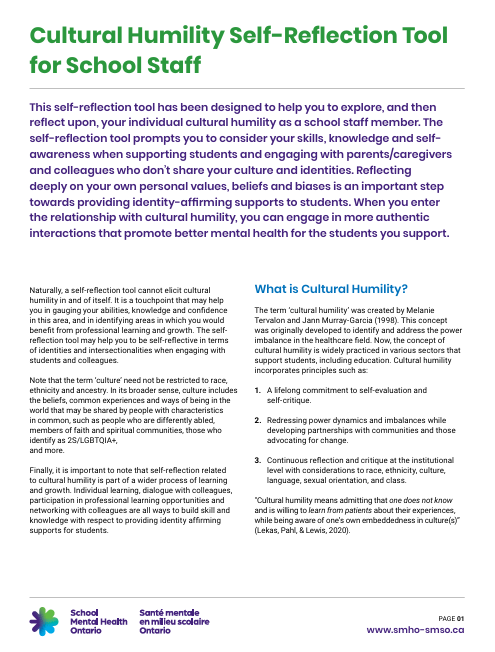 Cultural Humility Self-Reflection Tool
for School Staff
This self-reflection tool has been designed to help you to explore, and then
reflect upon, your individual cultural humility as a school staff member. The
self-reflection tool prompts you to consider your skills, knowledge and self-
awareness when supporting students and engaging with parents/caregivers
and colleagues who don't share your culture and identities. Reflecting
deeply on your own personal values, beliefs and biases is an important step
towards providing identity-affirming supports to students. When you enter
the relationship with cultural humility, you can engage in more authentic
interactions that promote better mental health for the students you support.
Naturally, a self-reflection tool cannot elicit cultural
humility in and of itself. It is a touchpoint that may help
you in gauging your abilities, knowledge and confidence
in this area, and in identifying areas in which you would
benefit from professional learning and growth. The self-
reflection tool may help you to be self-reflective in terms
of identities and intersectionalities when engaging with
students and colleagues.
Note that the term 'culture' need not be restricted to race,
ethnicity and ancestry. In its broader sense, culture includes
the beliefs, common experiences and ways of being in the
world that may be shared by people with characteristics
in common, such as people who are differently abled,
members of faith and spiritual communities, those who
identify as 2S/LGBTQIA+,
and more.
Finally, it is important to note that self-reflection related
to cultural humility is part of a wider process of learning
and growth. Individual learning, dialogue with colleagues,
participation in professional learning opportunities and
networking with colleagues are all ways to build skill and
knowledge with respect to providing identity affirming
supports for students.
What is Cultural Humility?
The term 'cultural humility' was created by Melanie
Tervalon and Jann Murray-Garcia (1998). This concept
was originally developed to identify and address the power
imbalance in the healthcare field. Now, the concept of
cultural humility is widely practiced in various sectors that
support students, including education. Cultural humility
incorporates principles such as:
1. A lifelong commitment to self-evaluation and
self-critique.
2. Redressing power dynamics and imbalances while
developing partnerships with communities and those
advocating for change.
3. Continuous reflection and critique at the institutional
level with considerations to race, ethnicity, culture,
language, sexual orientation, and class.
"Cultural humility means admitting that one does not know
and is willing to learn from patients about their experiences,
while being aware of one's own embeddedness in culture(s)"
(Lekas, Pahl, & Lewis, 2020).
School
Mental Health
Ontario
Santé mentale
en milieu scolaire
Ontario
PAGE 01
www.smho-smso.ca